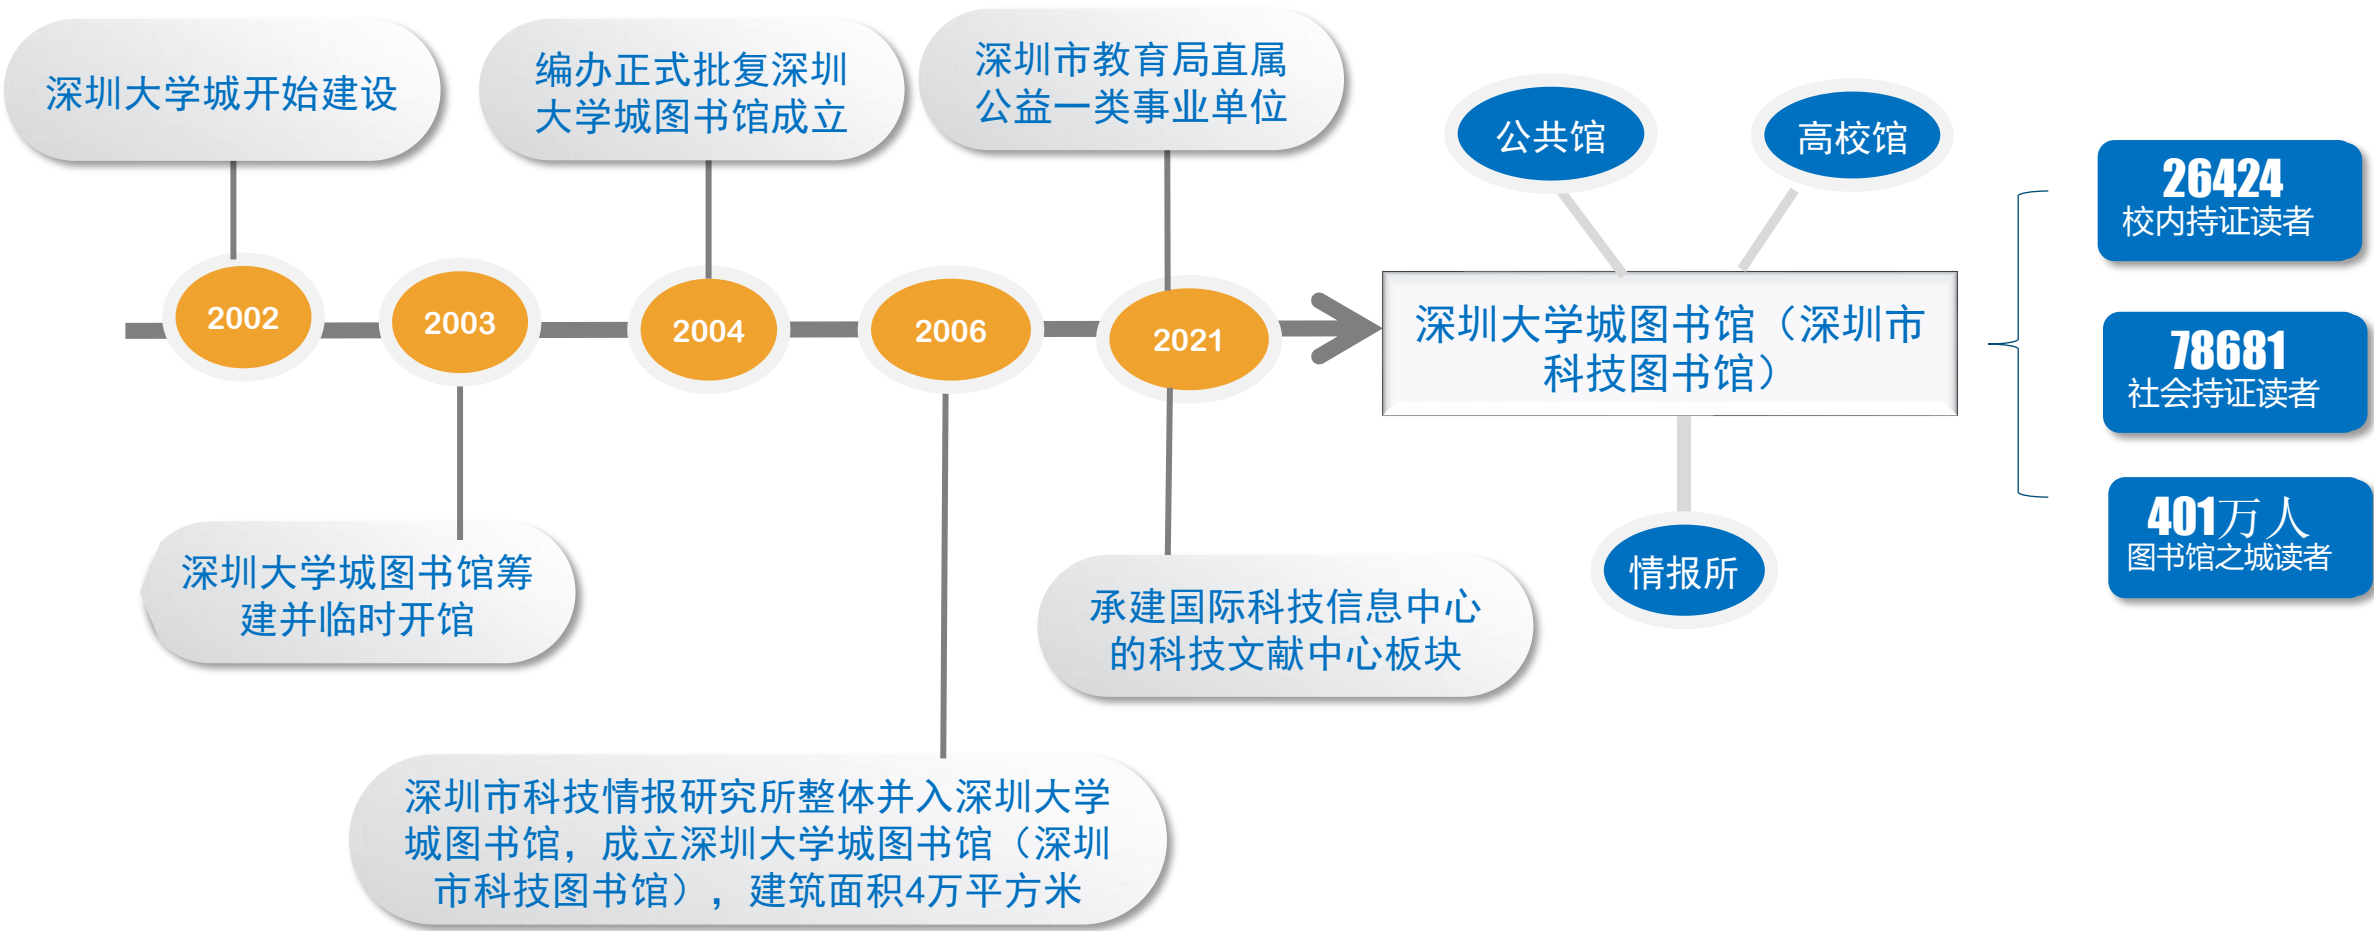 深圳大学城开始建设
编办正式批复深圳
大学城图书馆成立
深圳市教育局直属
公益一类事业单位
2002
2003
2004
2006
2021
深圳大学城图书馆筹
建并临时开馆
深圳市科技情报研究所整体并入深圳大学
城图书馆，成立深圳大学城图书馆（深圳
市科技图书馆），建筑面积4万平方米
承建国际科技信息中心
的科技文献中心板块
公共馆
高校馆
深圳大学城图书馆（深圳市
科技图书馆）
情报所
26424
校内持证读者
78681
社会持证读者
401万人
图书馆之城读者